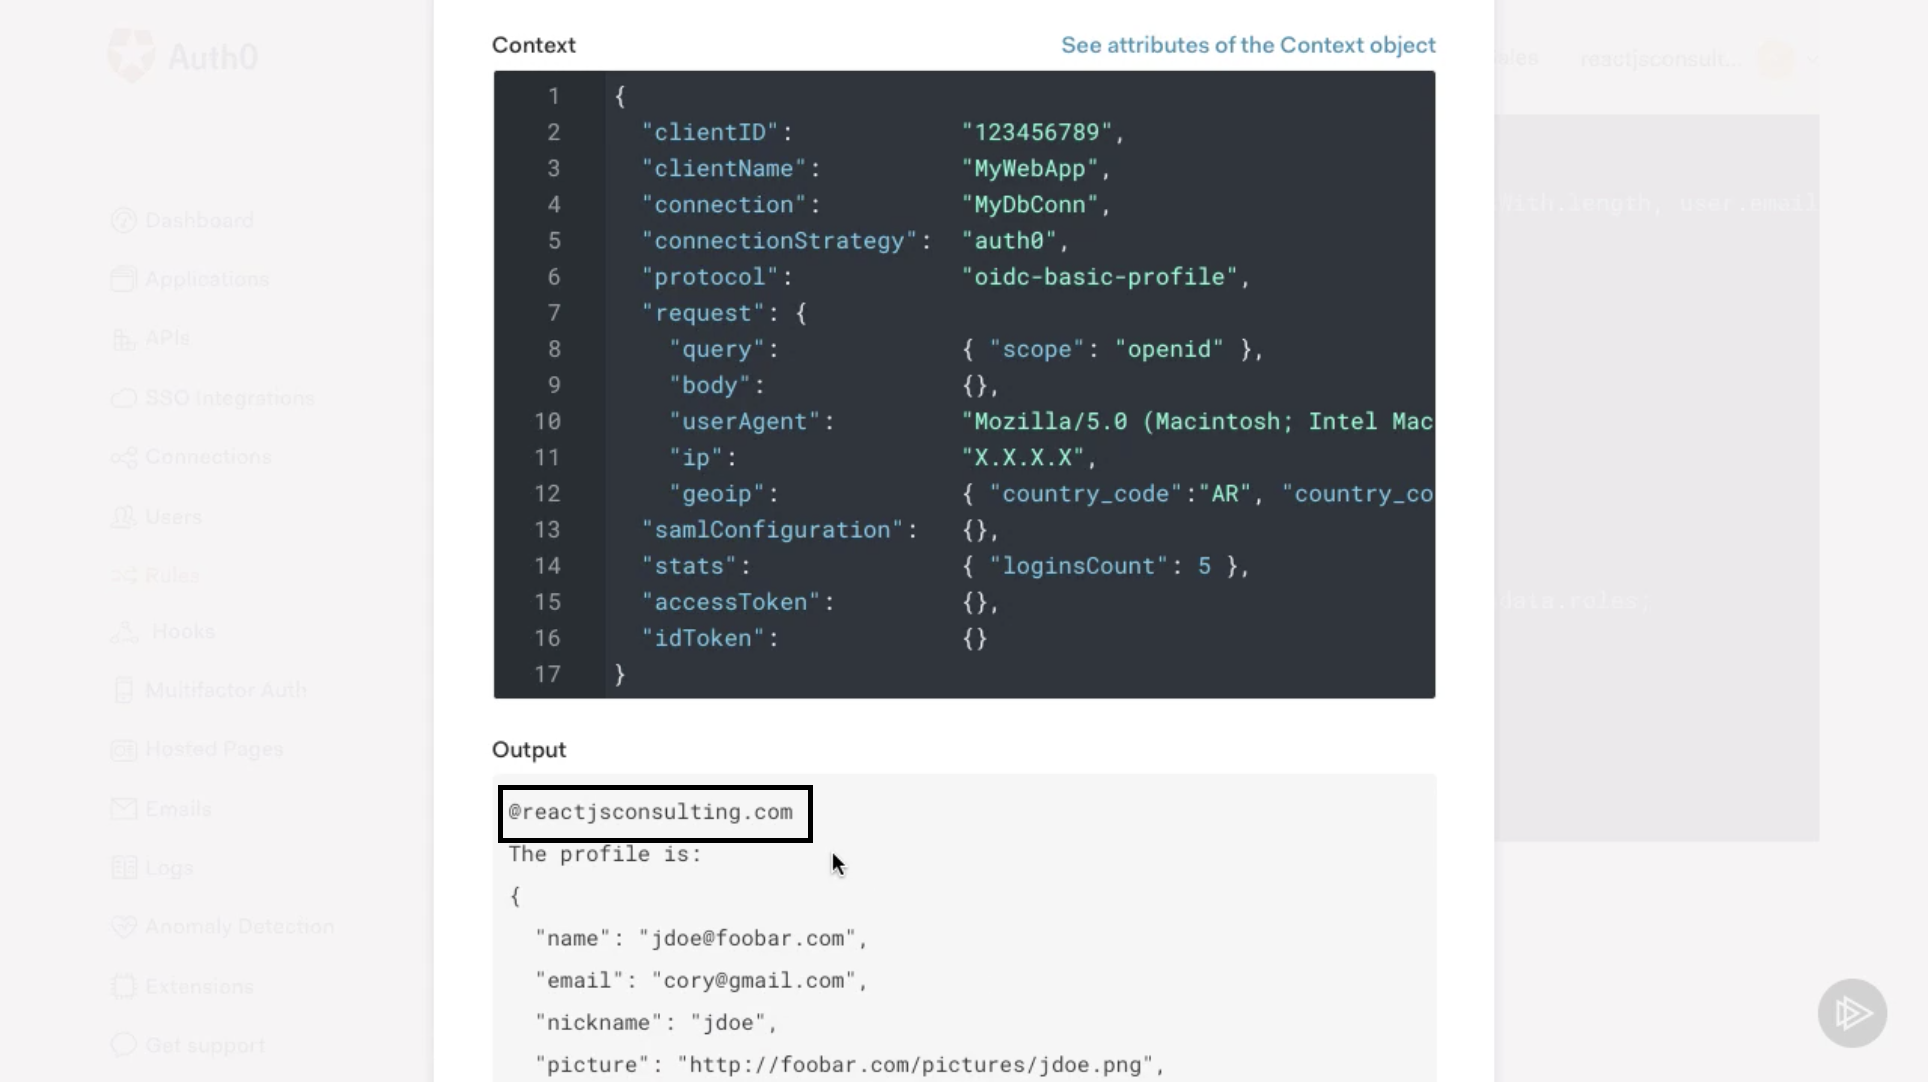 Auth0
Dashboard
Applications
APIs
SSO Integrations
Connections
Users
Rules
Hooks
Multifactor Auth
Hosted Pages
Emails
Logs
Anomaly Detection
Extensions
Get support
reactjsconsult...
With.length, user.email
data.roles;
Context
See attributes of the Context object
1 {
2 "clientID": "123456789",
3 "clientName": "MyWebApp",
4 "connection": "MyDbConn",
5 "connectionStrategy": "auth0",
6 "protocol": "oidc-basic-profile",
7 "request": {
8 "query": { "scope": "openid" },
9 "body": {},
10 "userAgent": "Mozilla/5.0 (Macintosh; Intel Mac
11 "ip": "X.X.X.X",
12 "geoip": { "country_code":"AR", "country_co
13 "samlConfiguration": {},
14 "stats": { "loginsCount": 5 },
15 "accessToken": {},
16 "idToken": {}
17 }
Output
@reactjsconsulting.com
The profile is:
{
"name": "jdoe@foobar.com",
"email": "cory@gmail.com",
"nickname": "jdoe",
"picture": "http://foobar.com/pictures/jdoe.png",